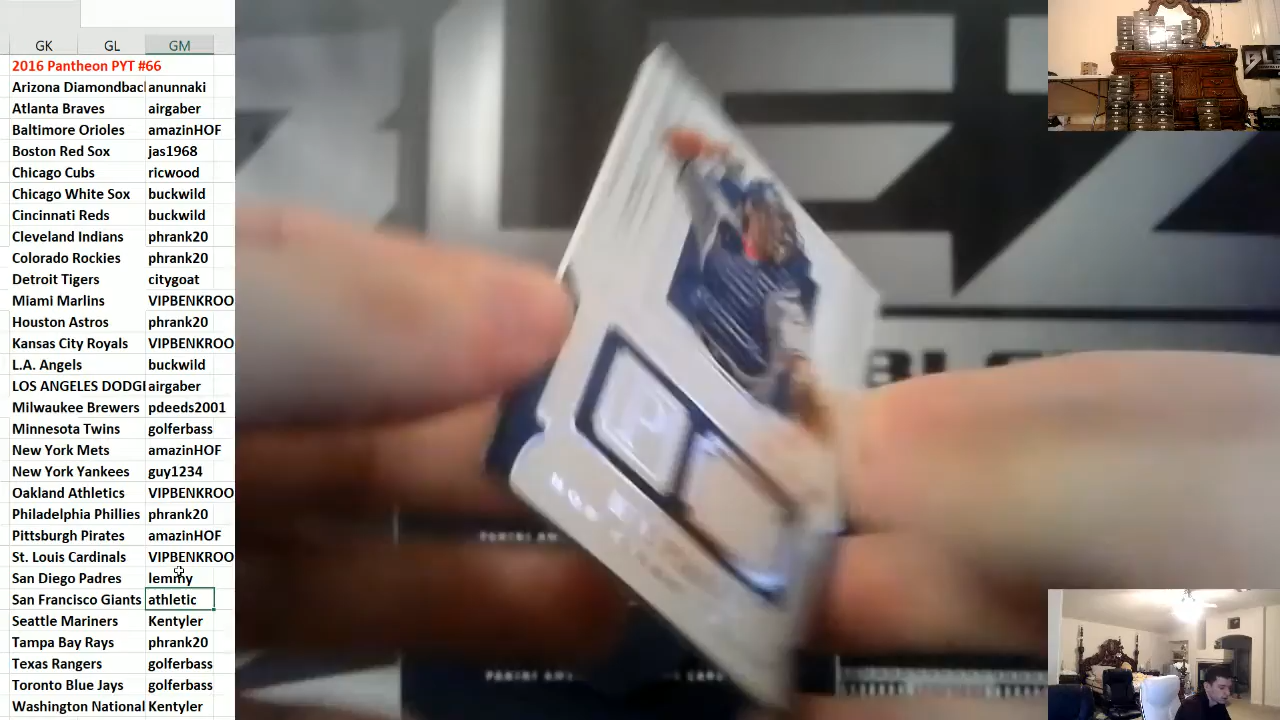 GK GL GM
2016 Pantheon PYT #66
Arizona Diamondbac anunnaki
Atlanta Braves airgaber
Baltimore Orioles amazinHOF
Boston Red Sox jas1968
Chicago Cubs ricwood
Chicago White Sox buckwild
Cincinnati Reds buckwild
Cleveland Indians phrank20
Colorado Rockies phrank20
Detroit Tigers citygoat
Miami Marlins VIPBENKROO
Houston Astros phrank20
Kansas City Royals VIPBENKROO
L.A. Angels buckwild
LOS ANGELES DODGI airgaber
Milwaukee Brewers pdeeds2001
Minnesota Twins golferbass
New York Mets amazinHOF
New York Yankees guy1234
Oakland Athletics VIPBENKROO
Philadelphia Phillies phrank20
Pittsburgh Pirates amazinHOF
St. Louis Cardinals VIPBENKROO
San Diego Padres lemmy
San Francisco Giants athletic
Seattle Mariners Kentyler
Tampa Bay Rays phrank20
Texas Rangers golferbass
Toronto Blue Jays golferbass
Washington National Kentyler